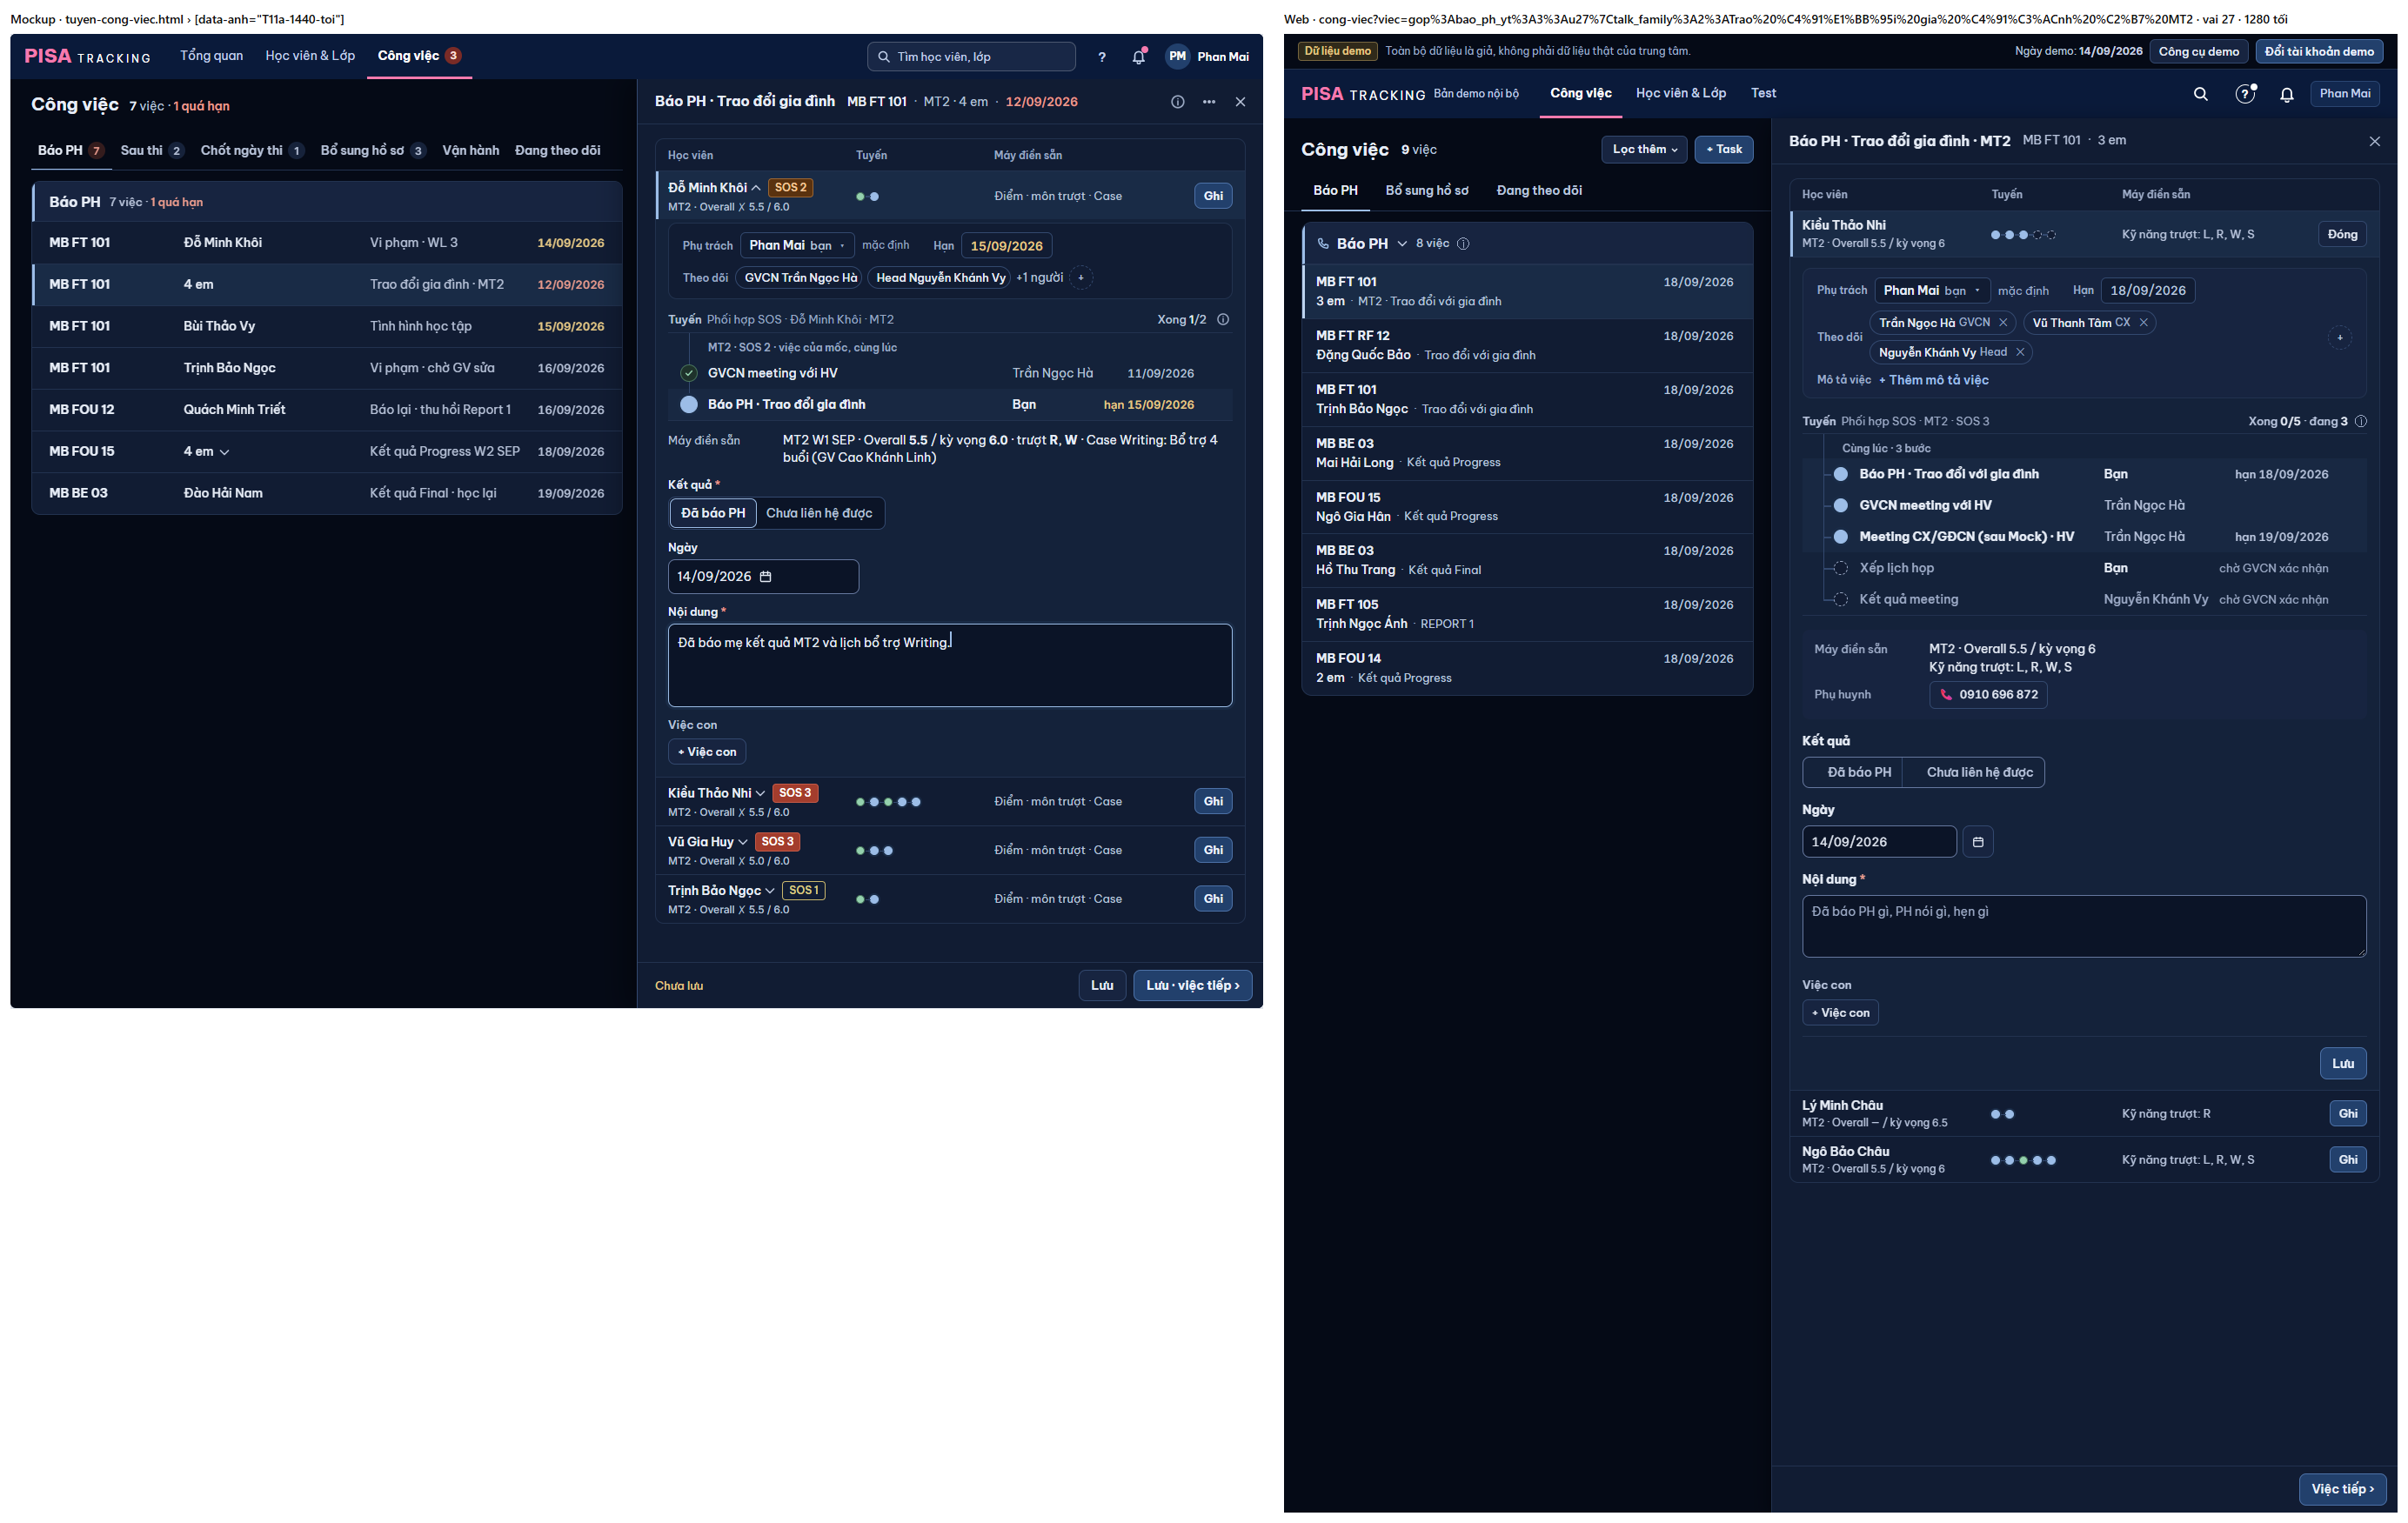 Mockup · tuyen-cong-viec.html › [data-anh="T11a-1440-toi"]
PISA TRACKING Tổng quan Học viên & Lớp Công việc 3 Tìm học viên, lớp ? PM Phan Mai
Công việc 7 việc · 1 quá hạn
Báo PH 7 Sau thi 2 Chốt ngày thi 1 Bổ sung hồ sơ 3 Vận hành Đang theo dõi
Báo PH 7 việc · 1 quá hạn
MB FT 101 Đỗ Minh Khôi Vi phạm · WL 3 14/09/2026
MB FT 101 4 em Trao đổi gia đình · MT2 12/09/2026
MB FT 101 Bùi Thảo Vy Tình hình học tập 15/09/2026
MB FT 101 Trịnh Bảo Ngọc Vi phạm · chờ GV sửa 16/09/2026
MB FOU 12 Quách Minh Triết Báo lại · thu hồi Report 1 16/09/2026
MB FOU 15 4 em Kết quả Progress W2 SEP 18/09/2026
MB BE 03 Đào Hải Nam Kết quả Final · học lại 19/09/2026
Báo PH · Trao đổi gia đình MB FT 101 · MT2 · 4 em · 12/09/2026
Học viên Tuyến Máy điền sẵn
Đỗ Minh Khôi SOS 2
MT2 · Overall ✗ 5.5 / 6.0
Điểm · môn trượt · Case Ghi
Phụ trách Phan Mai bạn mặc định Hạn 15/09/2026
Theo dõi GVCN Trần Ngọc Hà Head Nguyễn Khánh Vy +1 người +
Tuyến Phối hợp SOS · Đỗ Minh Khôi · MT2 Xong 1/2
MT2 · SOS 2 · việc của mốc, cùng lúc
GVCN meeting với HV Trần Ngọc Hà 11/09/2026
Báo PH · Trao đổi gia đình Bạn hạn 15/09/2026
Máy điền sẵn MT2 W1 SEP · Overall 5.5 / kỳ vọng 6.0 · trượt R, W · Case Writing: Bổ trợ 4
buổi (GV Cao Khánh Linh)
Kết quả *
Đã báo PH Chưa liên hệ được
Ngày
14/09/2026
Nội dung *
Đã báo mẹ kết quả MT2 và lịch bổ trợ Writing.
Việc con
+ Việc con
Kiều Thảo Nhi SOS 3
MT2 · Overall ✗ 5.5 / 6.0
Điểm · môn trượt · Case Ghi
Vũ Gia Huy SOS 3
MT2 · Overall ✗ 5.0 / 6.0
Điểm · môn trượt · Case Ghi
Trịnh Bảo Ngọc SOS 1
MT2 · Overall ✗ 5.5 / 6.0
Điểm · môn trượt · Case Ghi
Chưa lưu Lưu Lưu · việc tiếp ›
Web · cong-viec?viec=gop%3Abao_ph_yt%3A3%3Au27%7Ctalk_family%3A2%3ATrao%20%C4%91%E1%BB%95i%20gia%20%C4%91%C3%ACnh%20%C2%B7%20MT2 · vai 27 · 1280 tối
Dữ liệu demo Toàn bộ dữ liệu là giả, không phải dữ liệu thật của trung tâm. Ngày demo: 14/09/2026 Công cụ demo Đổi tài khoản demo
PISA TRACKING Bản demo nội bộ Công việc Học viên & Lớp Test ? Phan Mai
Công việc 9 việc Lọc thêm + Task
Báo PH Bổ sung hồ sơ Đang theo dõi
Báo PH 8 việc
MB FT 101 18/09/2026
3 em · MT2 · Trao đổi với gia đình
MB FT RF 12 18/09/2026
Đặng Quốc Bảo · Trao đổi với gia đình
MB FT 101 18/09/2026
Trịnh Bảo Ngọc · Trao đổi với gia đình
MB BE 03 18/09/2026
Mai Hải Long · Kết quả Progress
MB FOU 15 18/09/2026
Ngô Gia Hân · Kết quả Progress
MB BE 03 18/09/2026
Hồ Thu Trang · Kết quả Final
MB FT 105 18/09/2026
Trịnh Ngọc Ánh · REPORT 1
MB FOU 14 18/09/2026
2 em · Kết quả Progress
Báo PH · Trao đổi gia đình · MT2 MB FT 101 · 3 em
Học viên Tuyến Máy điền sẵn
Kiều Thảo Nhi
MT2 · Overall 5.5 / kỳ vọng 6
Kỹ năng trượt: L, R, W, S Đóng
Phụ trách Phan Mai bạn mặc định Hạn 18/09/2026
Theo dõi Trần Ngọc Hà GVCN Vũ Thanh Tâm CX
Nguyễn Khánh Vy Head +
Mô tả việc + Thêm mô tả việc
Tuyến Phối hợp SOS · MT2 · SOS 3 Xong 0/5 · đang 3
Cùng lúc · 3 bước
Báo PH · Trao đổi với gia đình Bạn hạn 18/09/2026
GVCN meeting với HV Trần Ngọc Hà
Meeting CX/GĐCN (sau Mock) · HV Trần Ngọc Hà hạn 19/09/2026
Xếp lịch họp Bạn chờ GVCN xác nhận
Kết quả meeting Nguyễn Khánh Vy chờ GVCN xác nhận
Máy điền sẵn MT2 · Overall 5.5 / kỳ vọng 6
Kỹ năng trượt: L, R, W, S
Phụ huynh 0910 696 872
Kết quả
Đã báo PH Chưa liên hệ được
Ngày
14/09/2026
Nội dung *
Đã báo PH gì, PH nói gì, hẹn gì
Việc con
+ Việc con
Lưu
Lý Minh Châu
MT2 · Overall — / kỳ vọng 6.5
Kỹ năng trượt: R Ghi
Ngô Bảo Châu
MT2 · Overall 5.5 / kỳ vọng 6
Kỹ năng trượt: L, R, W, S Ghi
Việc tiếp ›